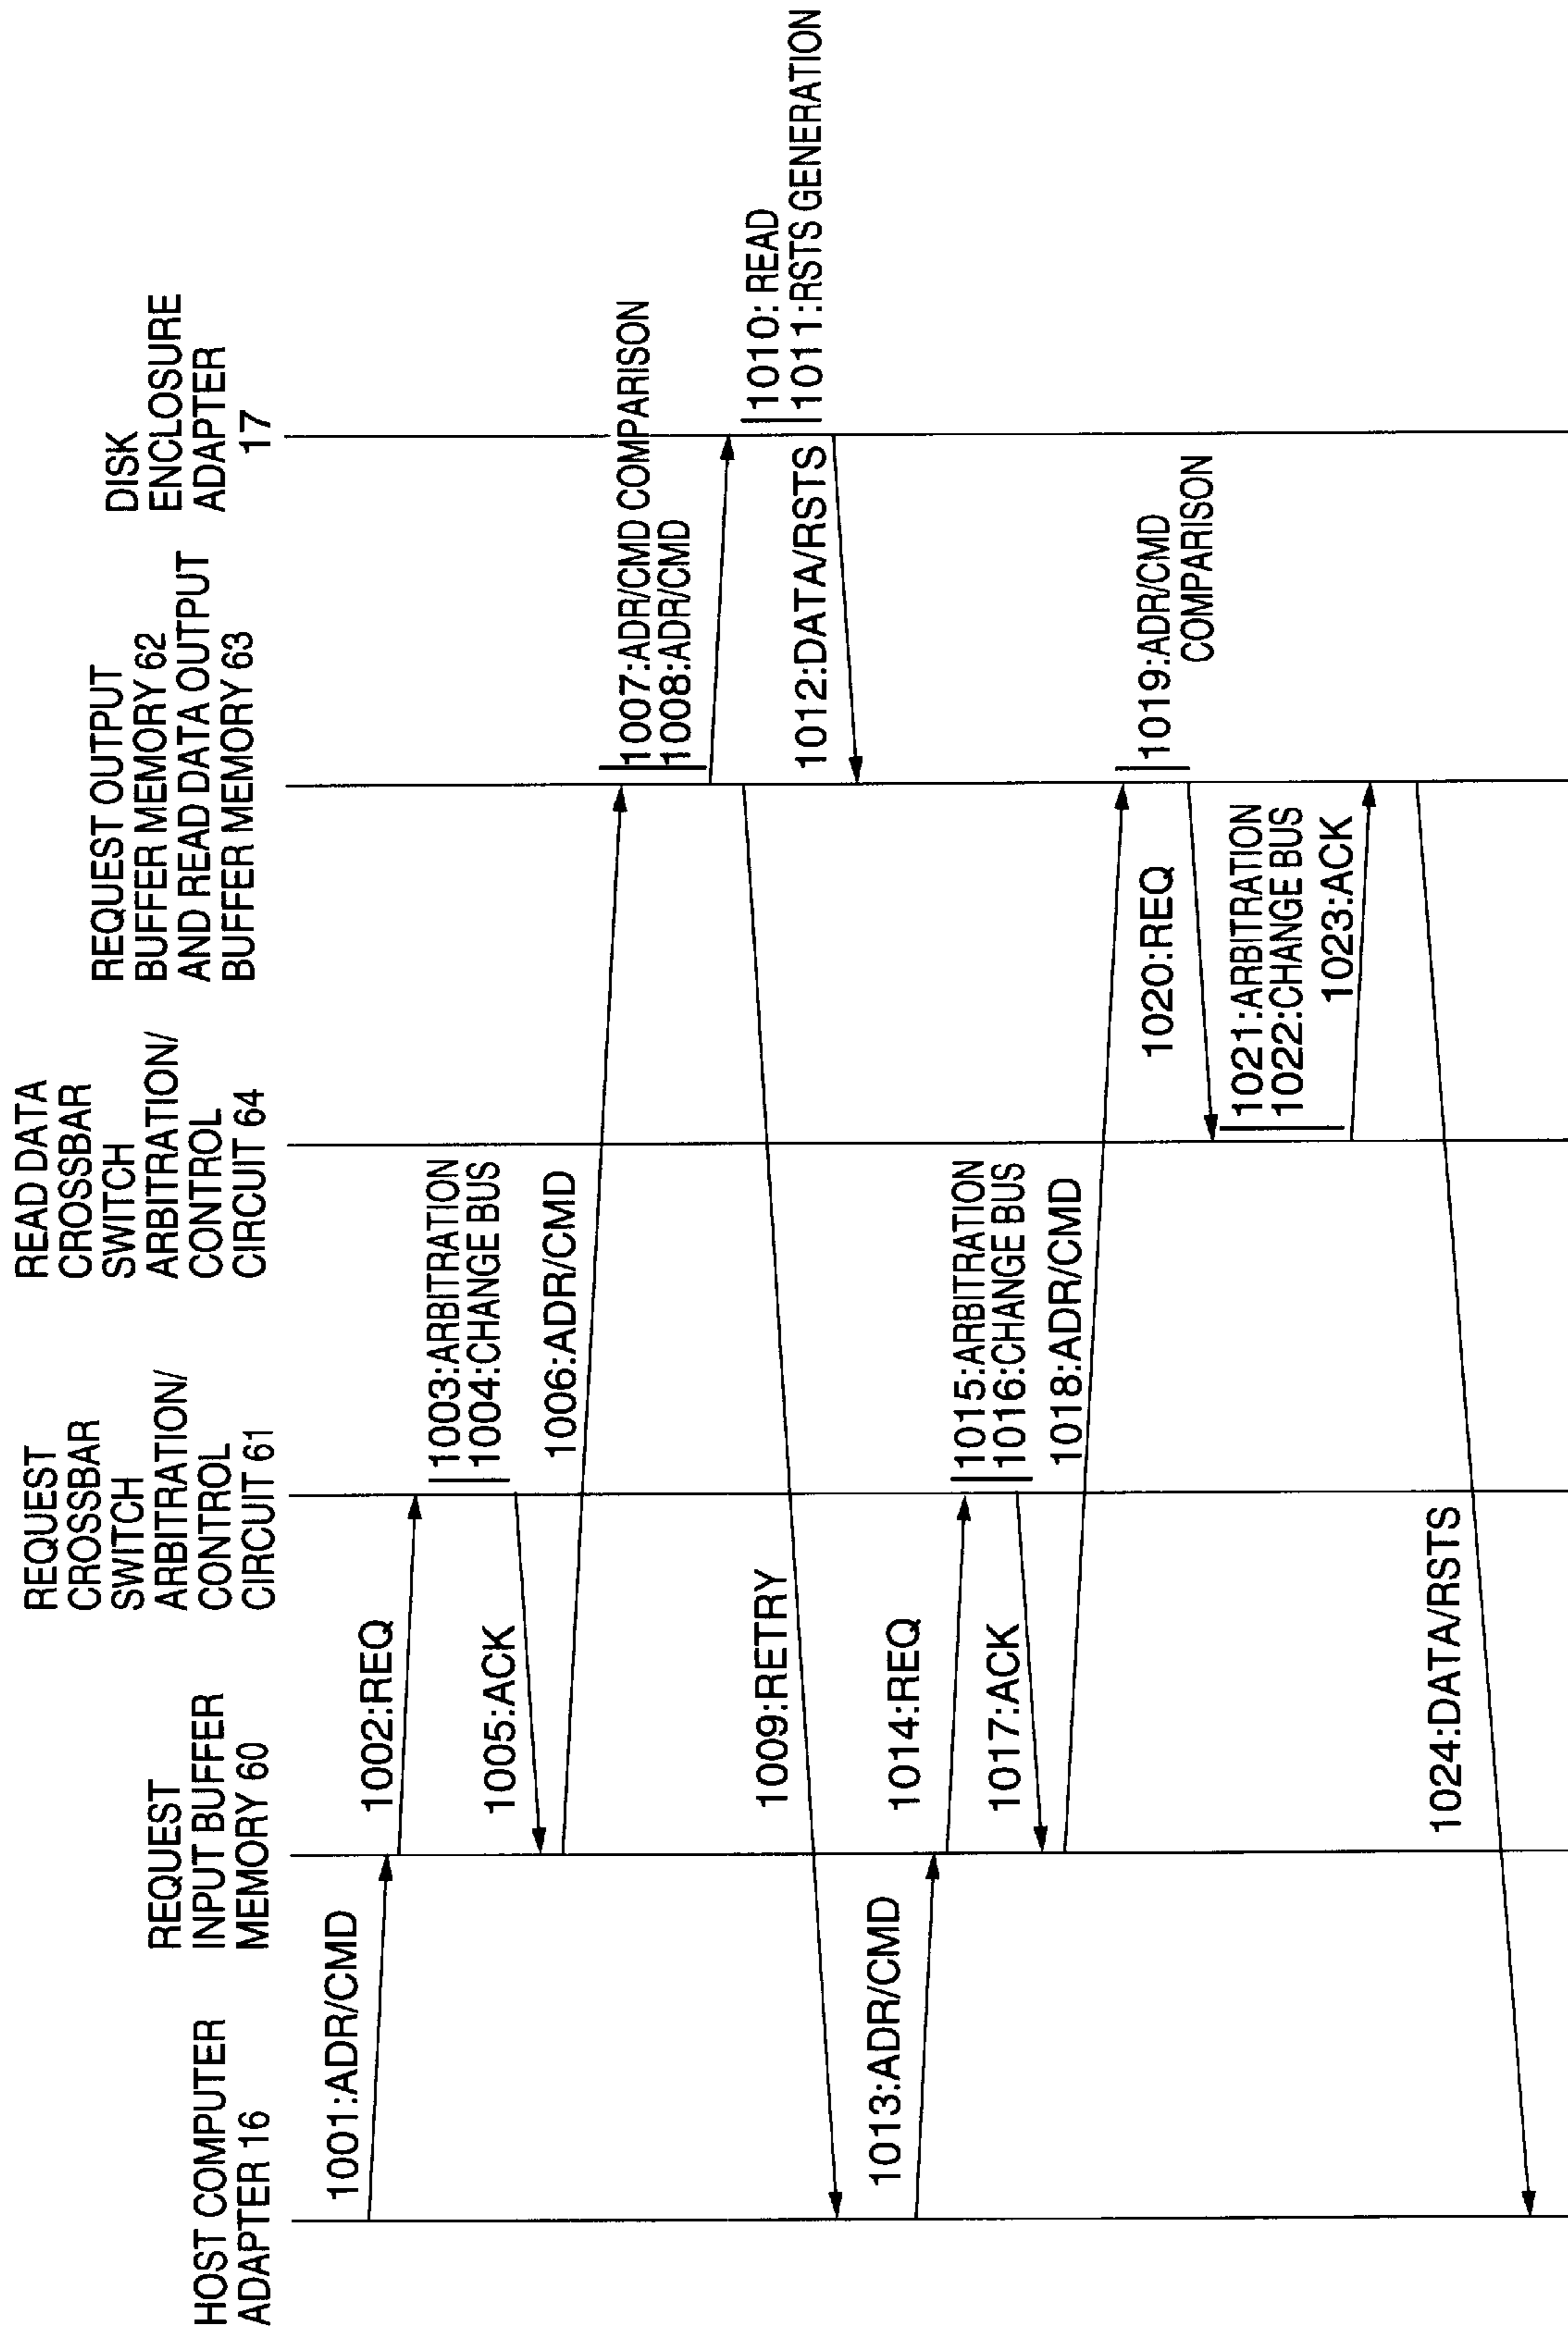 HOST COMPUTER
ADAPTER 16
REQUEST
INPUT BUFFER
MEMORY 60
REQUEST
CROSSBAR
SWITCH
ARBITRATION/
CONTROL
CIRCUIT 61
READ DATA
CROSSBAR
SWITCH
ARBITRATION/
CONTROL
CIRCUIT 64
REQUEST OUTPUT
BUFFER MEMORY 62
AND READ DATA OUTPUT
BUFFER MEMORY 63
DISK
ENCLOSURE
ADAPTER
17
1001:ADR/CMD
1002:REQ
1003:ARBITRATION
1004:CHANGE BUS
1005:ACK
1006:ADR/CMD
1007:ADR/CMD COMPARISON
1008:ADR/CMD
1009:RETRY
1010: READ
1011:RSTS GENERATION
1012:DATA/RSTS
1013:ADR/CMD
1014:REQ
1015:ARBITRATION
1016:CHANGE BUS
1017:ACK
1018:ADR/CMD
1019:ADR/CMD
COMPARISON
1020:REQ
1021:ARBITRATION
1022:CHANGE BUS
1023:ACK
1024:DATA/RSTS